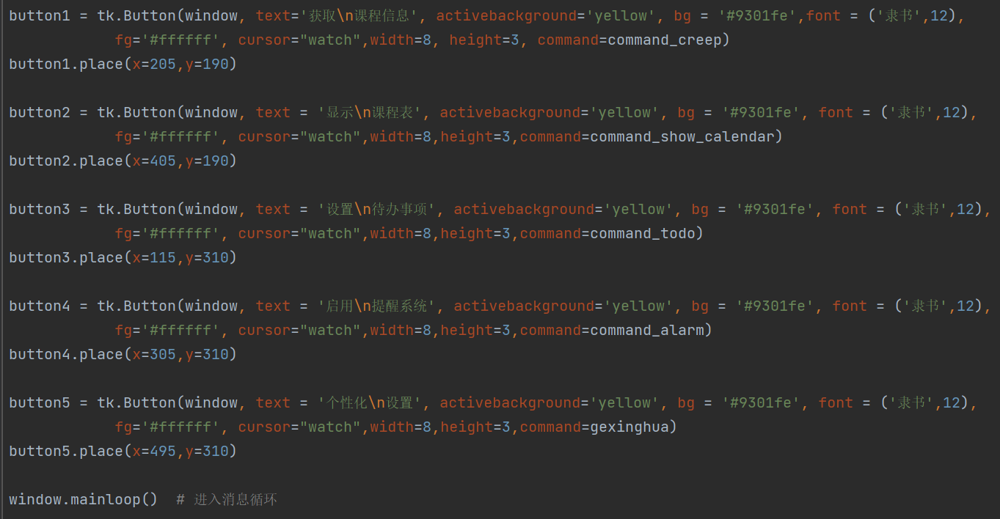 button1 = tk.Button(window, text='获取\n课程信息', activebackground='yellow', bg = '#9301fe',font = ('隶书',12),
            fg='#ffffff', cursor="watch",width=8, height=3, command=command_creep)
button1.place(x=205,y=190)
button2 = tk.Button(window, text = '显示\n课程表', activebackground='yellow', bg = '#9301fe', font = ('隶书',12),
            fg='#ffffff', cursor="watch",width=8,height=3,command=command_show_calendar)
button2.place(x=405,y=190)
button3 = tk.Button(window, text = '设置\n待办事项', activebackground='yellow', bg = '#9301fe', font = ('隶书',12),
            fg='#ffffff', cursor="watch",width=8,height=3,command=command_todo)
button3.place(x=115,y=310)
button4 = tk.Button(window, text = '启用\n提醒系统', activebackground='yellow', bg = '#9301fe', font = ('隶书',12),
            fg='#ffffff', cursor="watch",width=8,height=3,command=command_alarm)
button4.place(x=305,y=310)
button5 = tk.Button(window, text = '个性化\n设置', activebackground='yellow', bg = '#9301fe', font = ('隶书',12),
            fg='#ffffff', cursor="watch",width=8,height=3,command=gexinghua)
button5.place(x=495,y=310)
window.mainloop()  # 进入消息循环